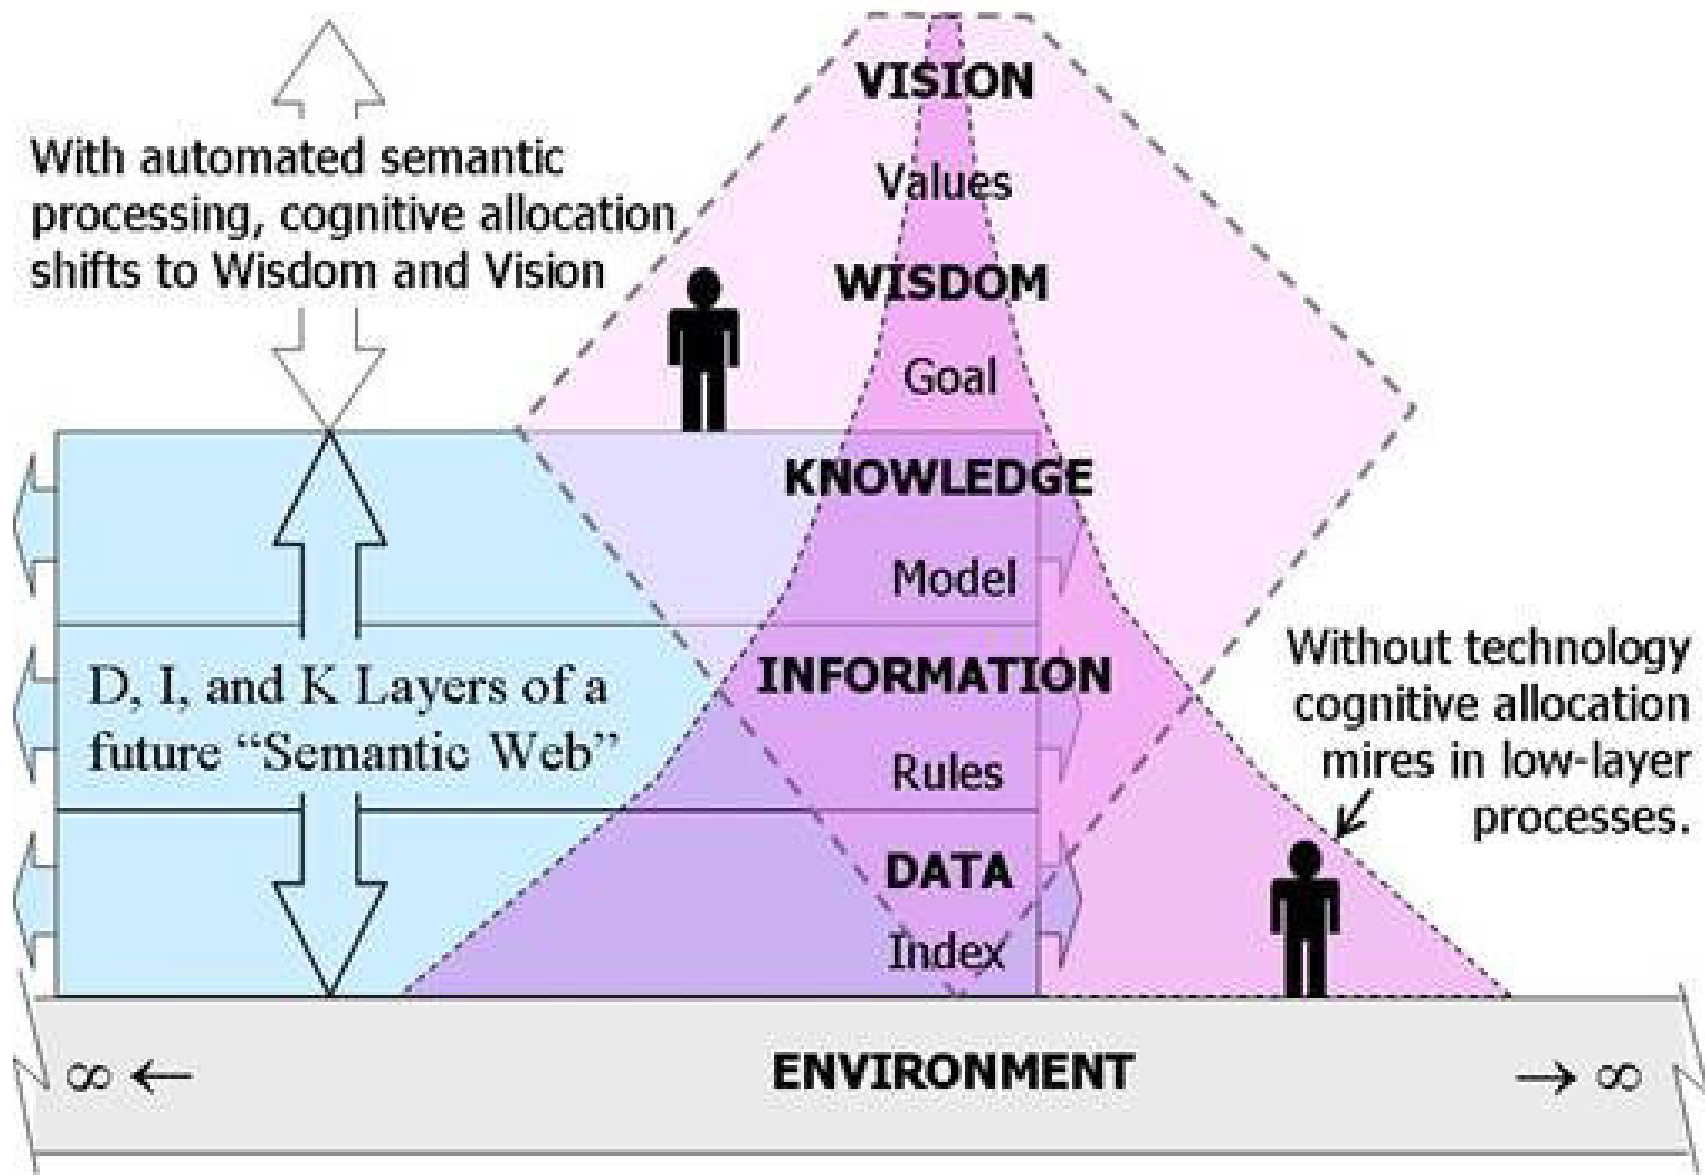 VISION
With automated semantic
processing, cognitive allocation
shifts to Wisdom and Vision
Values
WISDOM
Goal
KNOWLEDGE
Model
D, I, and K Layers of a
future “Semantic Web”
INFORMATION
Rules
Without technology
cognitive allocation
mires in low-layer
processes.
DATA
Index
∞ ← ENVIRONMENT → ∞